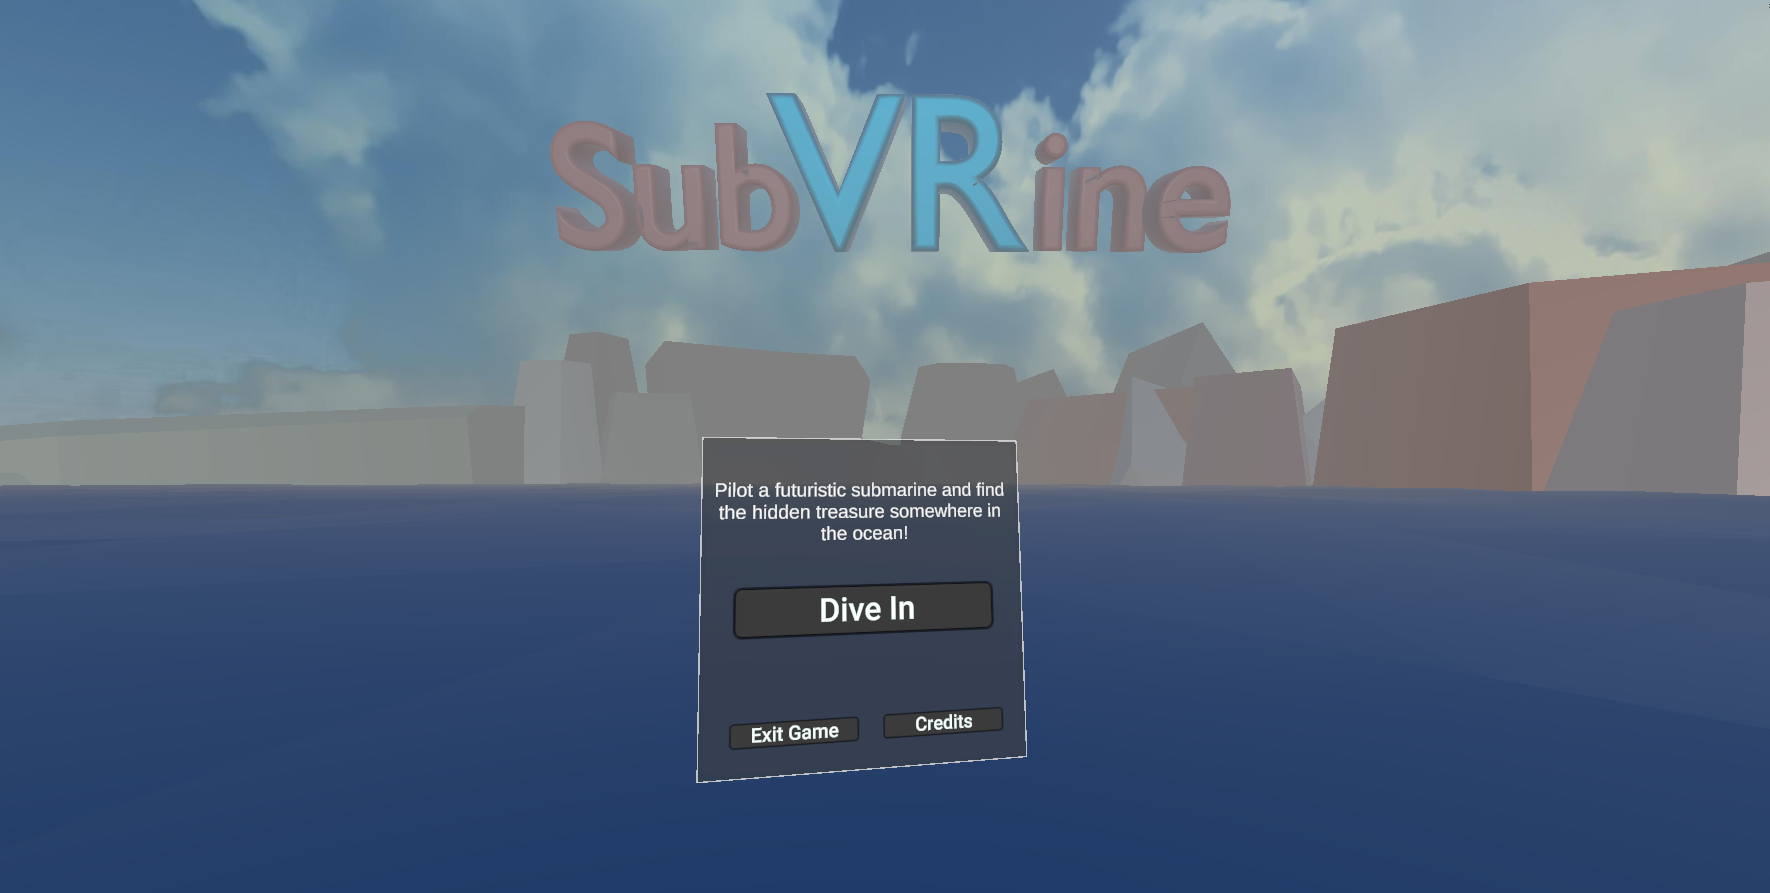 SubVRine
Pilot a futuristic submarine and find
the hidden treasure somewhere in
the ocean!
Dive In
Exit Game
Credits